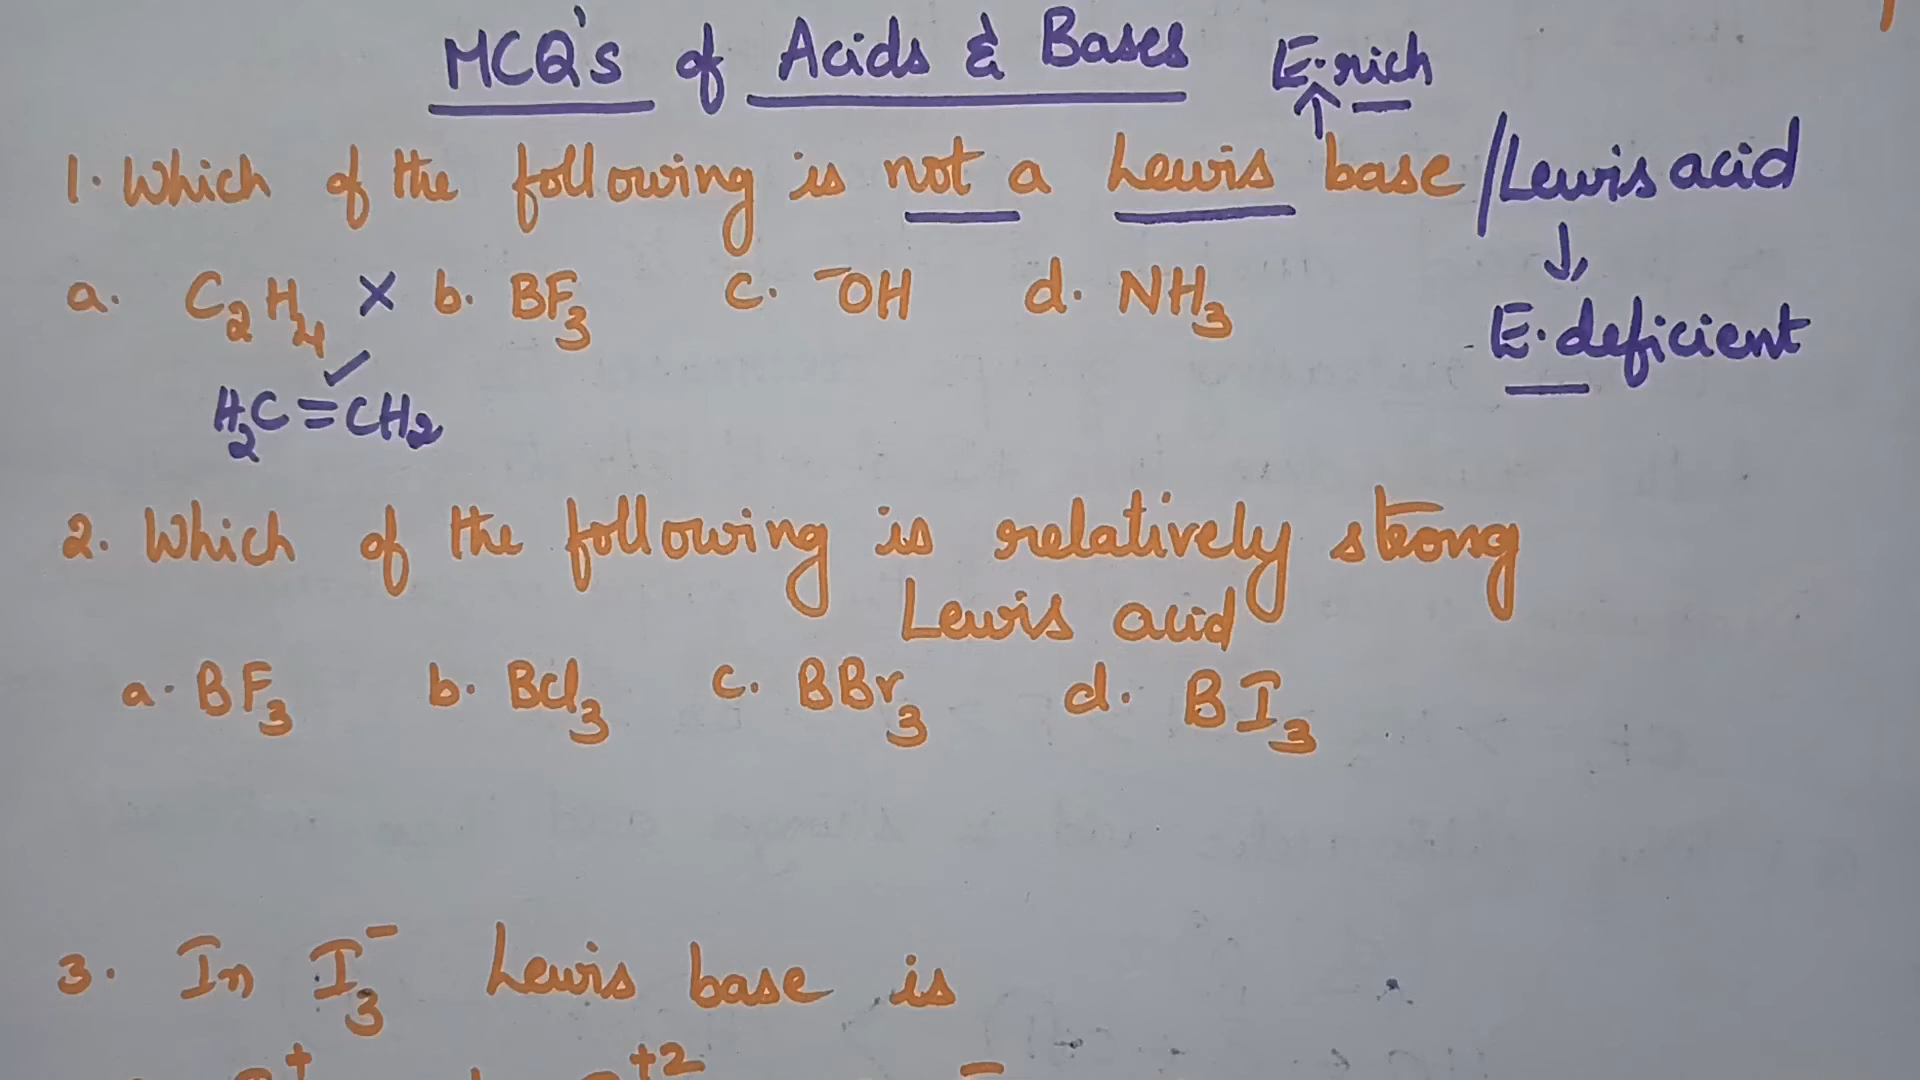 MCQ's of Acids & Bases E.rich
1. Which of the following is not a Lewis base / Lewis acid
a. C₂H₄ × b. BF₃ c. ⁻OH d. NH₃
E.deficient
H₂C=CH₂
2. Which of the following is relatively strong
Lewis acid
a. BF₃ b. BCl₃ c. BBr₃ d. BI₃
3. In I₃⁻ Lewis base is